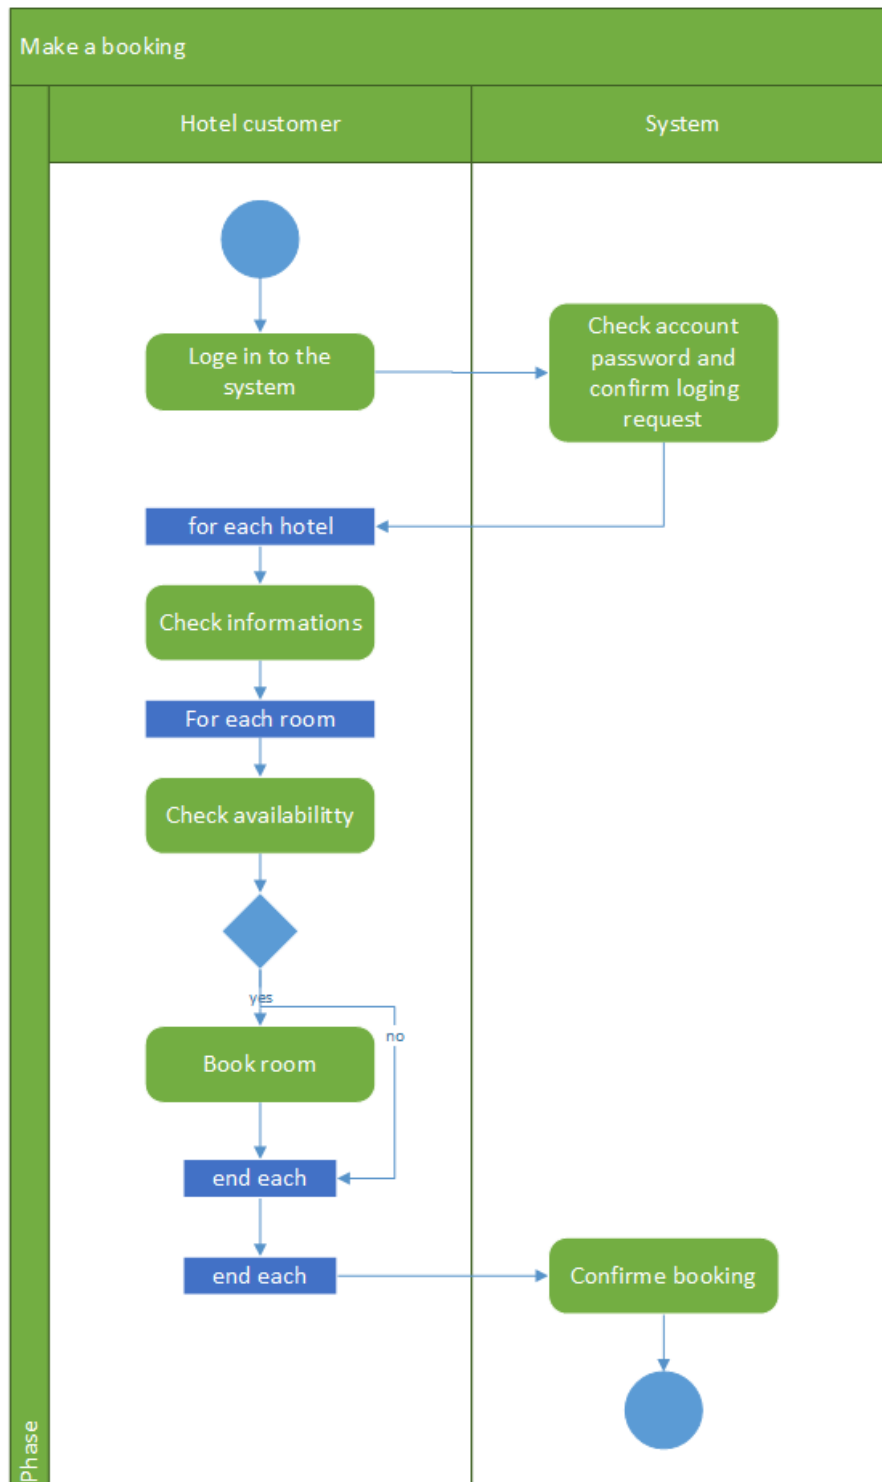 Make a booking
Hotel customer
System
Loge in to the
system
Check account
password and
confirm loging
request
for each hotel
Check informations
For each room
Check availabilitty
yes
no
Book room
end each
end each
Confirme booking
Phase